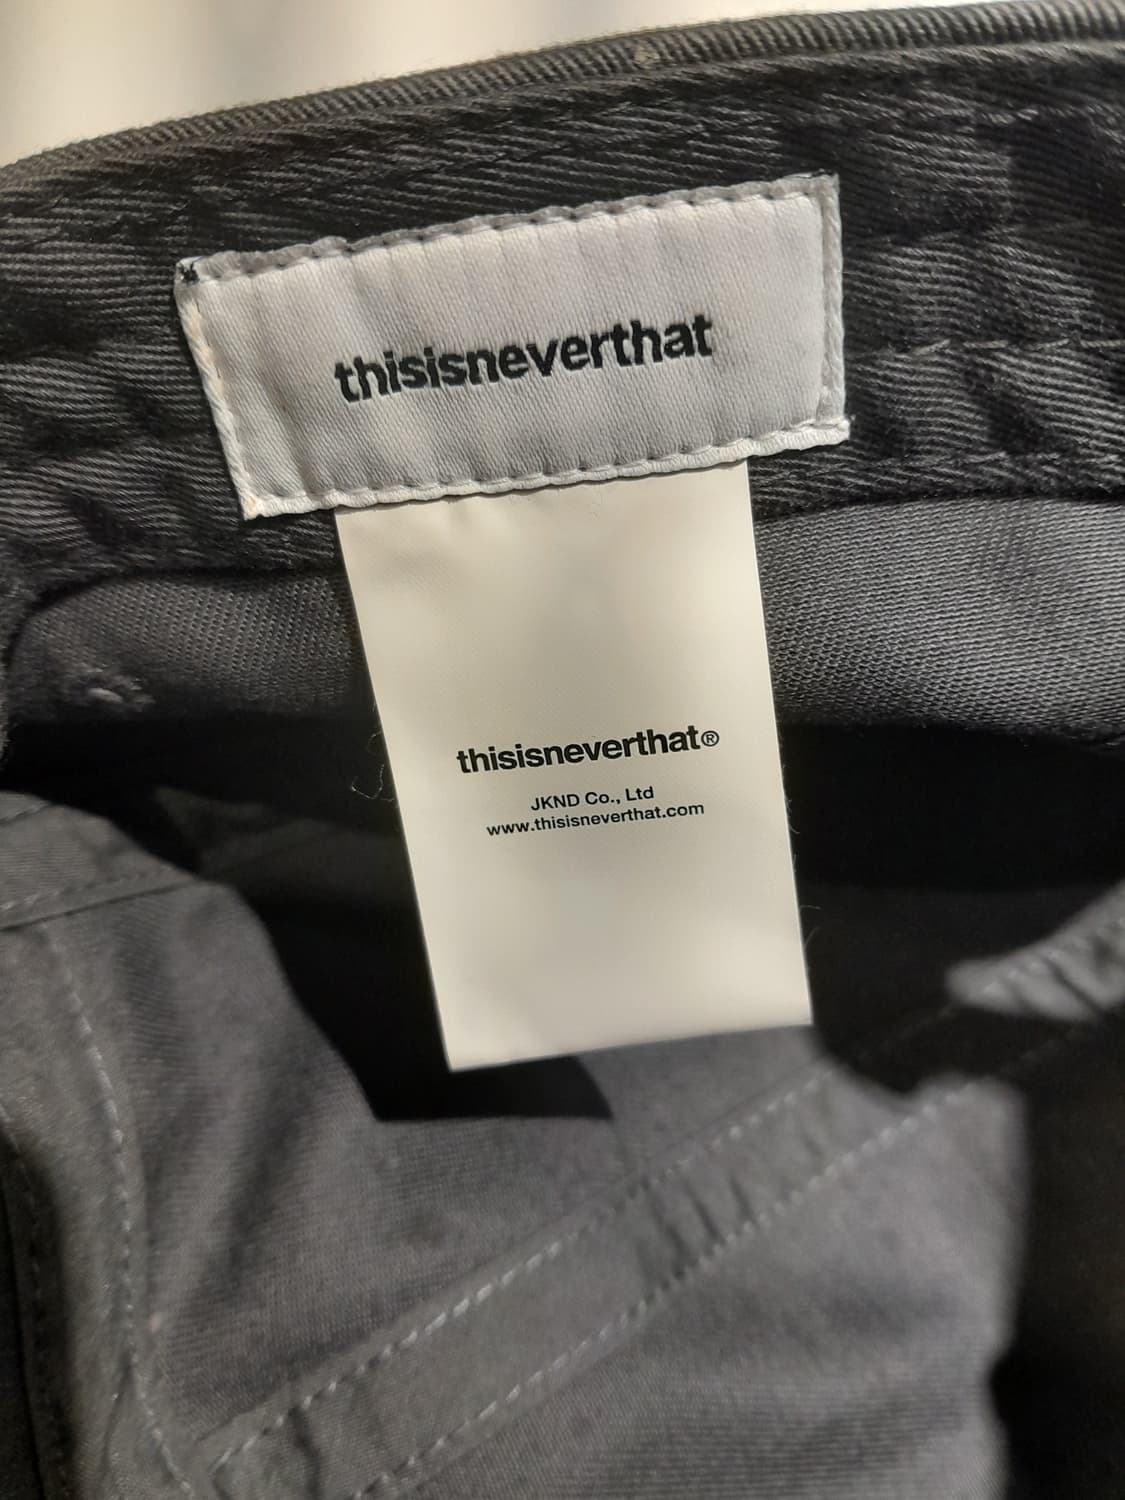 thisisneverthat
thisisneverthat®
JKND Co., Ltd
www.thisisneverthat.com